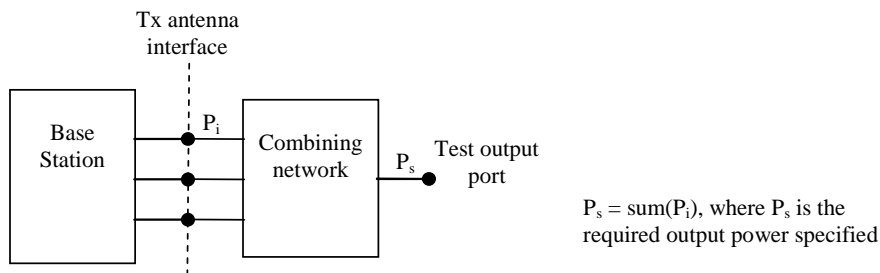 Tx antenna
interface
Base
Station
P_i
Combining
network
P_s
Test output
port
P_s = sum(P_i), where P_s is the
required output power specified